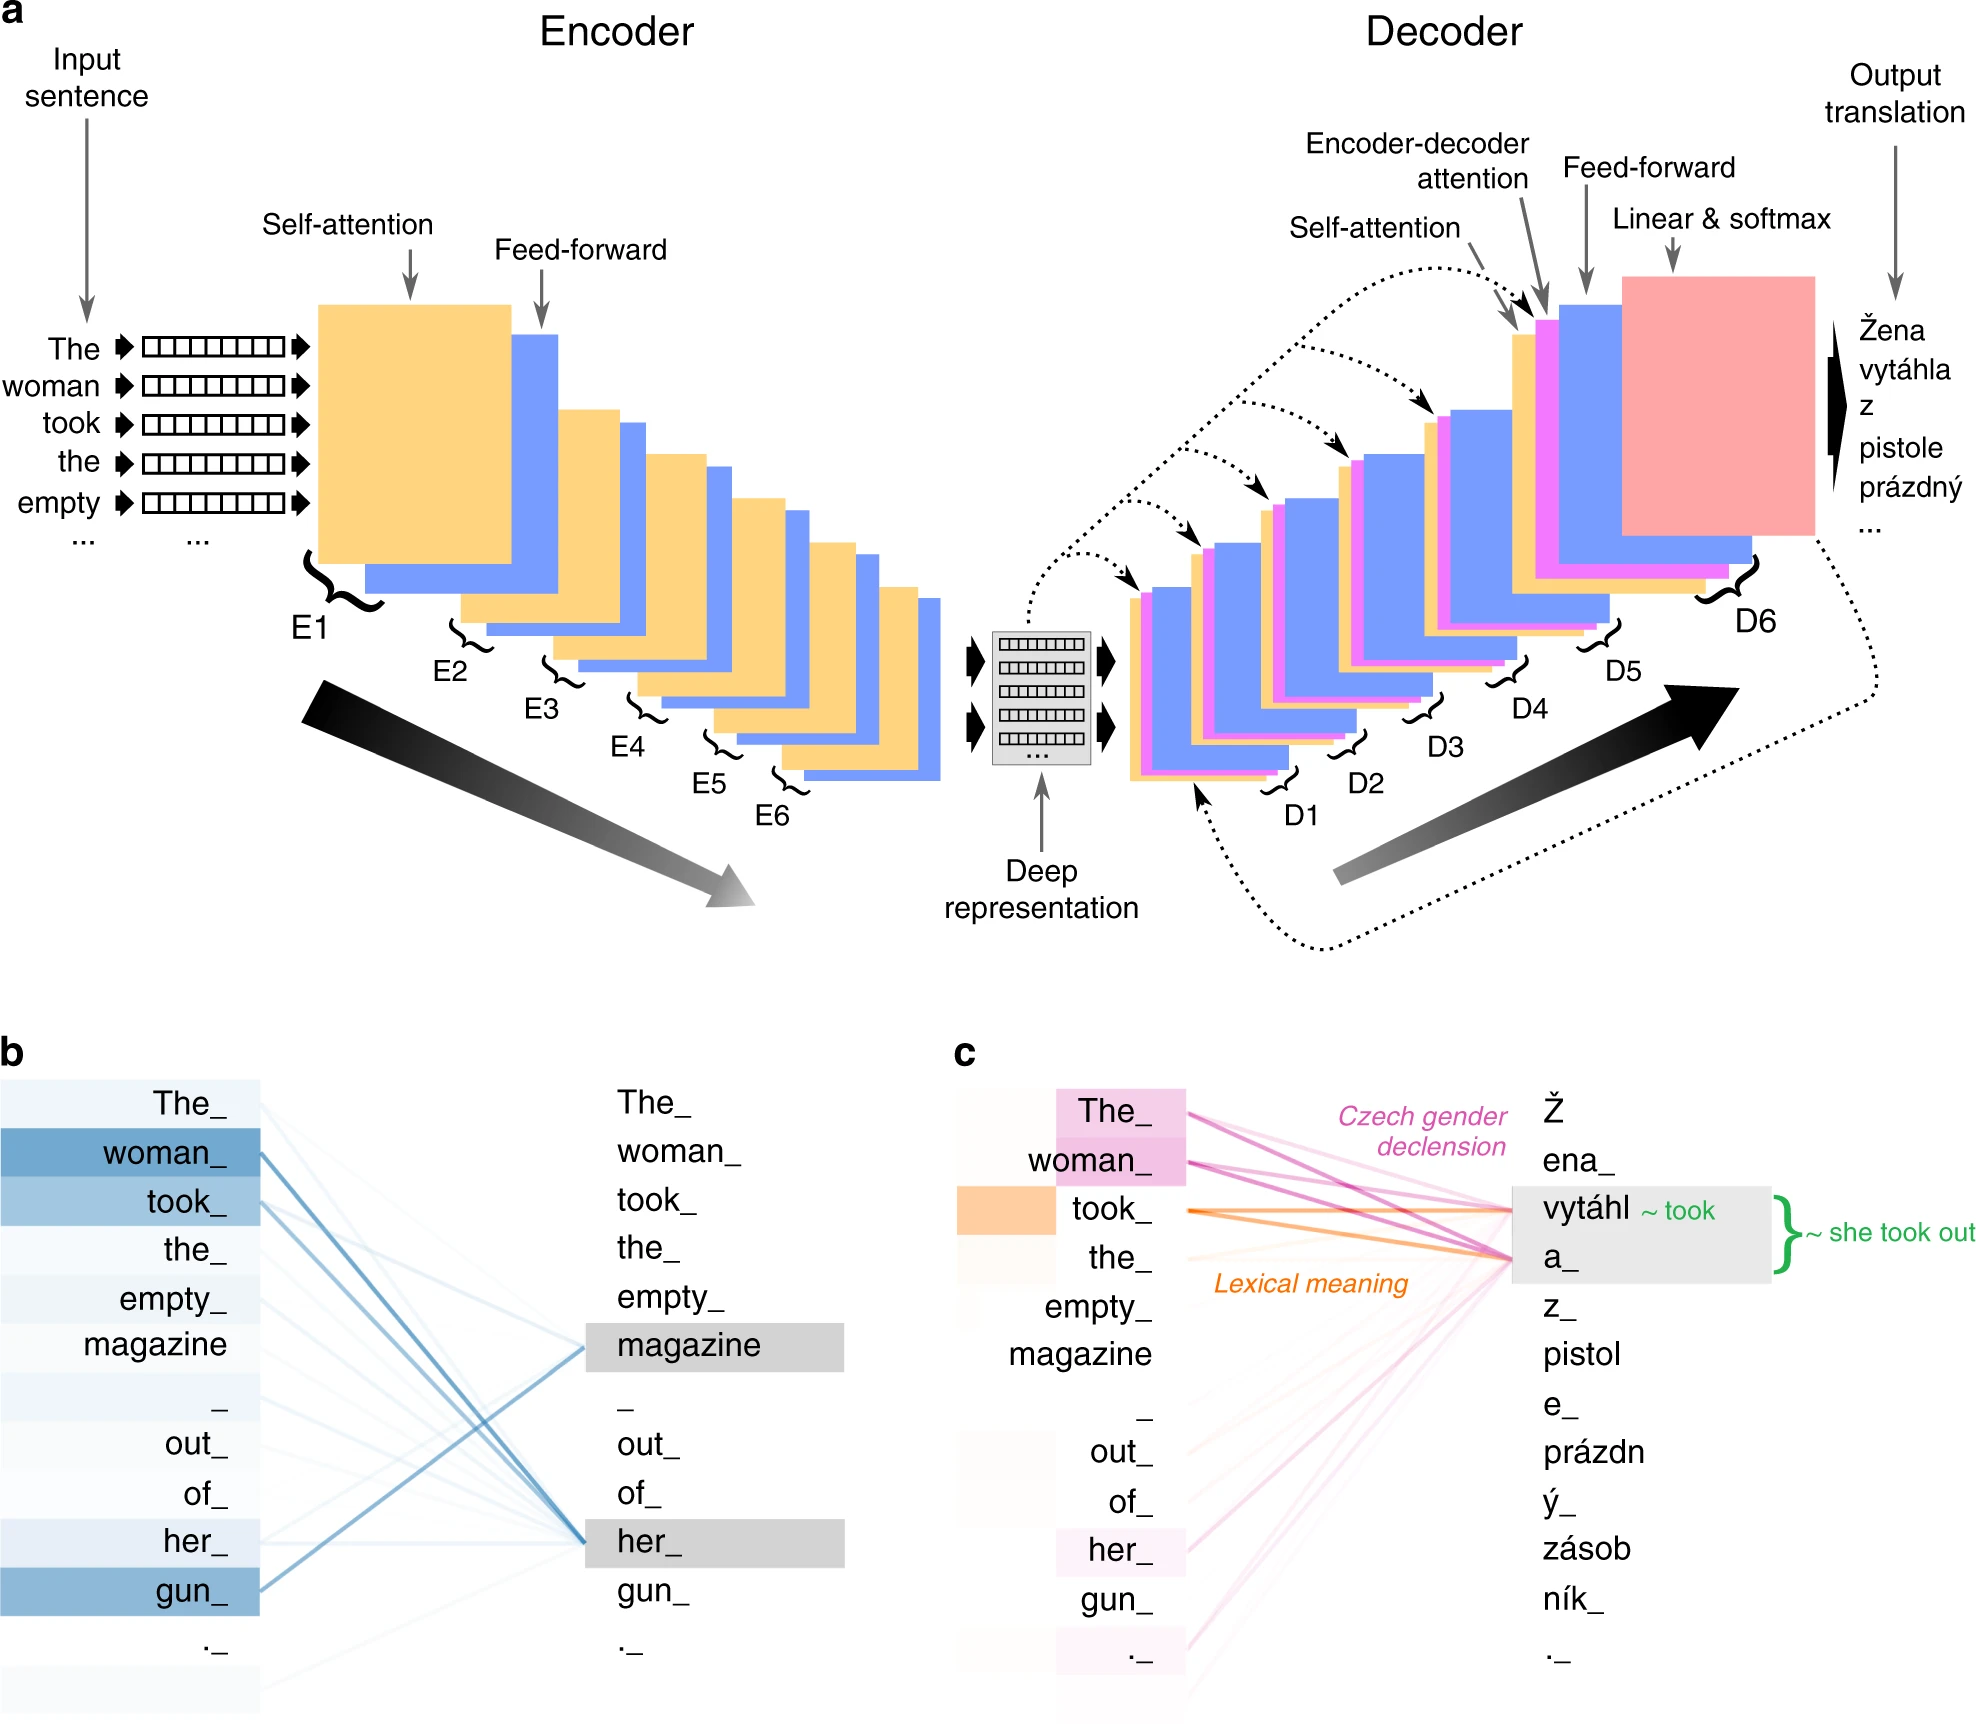 a
Encoder
Decoder
Input
sentence
Output
translation
Encoder-decoder
attention
Feed-forward
Self-attention
Linear & softmax
Self-attention
Feed-forward
The
woman
took
the
empty
...
...
Žena
vytáhla
z
pistole
prázdný
...
E1
E2
E3
E4
E5
E6
...
D1
D2
D3
D4
D5
D6
Deep
representation
b
The_
woman_
took_
the_
empty_
magazine
_
out_
of_
her_
gun_
._
The_
woman_
took_
the_
empty_
magazine
_
out_
of_
her_
gun_
._
c
The_
woman_
took_
the_
empty_
magazine
_
out_
of_
her_
gun_
._
Czech gender
declension
Lexical meaning
Ž
ena_
vytáhl ~ took
a_
~ she took out
z_
pistol
e_
prázdn
ý_
zásob
ník_
._